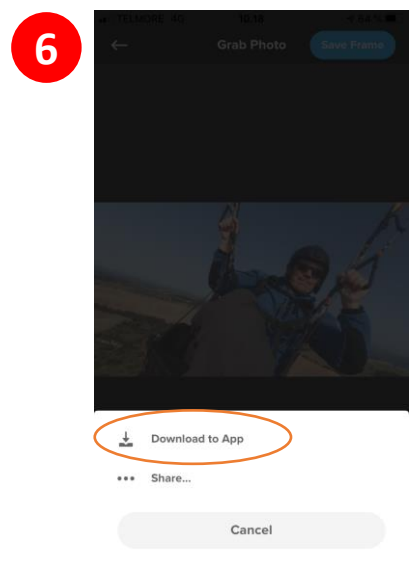 6
TELMORE 4G 10.18 64 %
Grab Photo Save Frame
Download to App
Share...
Cancel